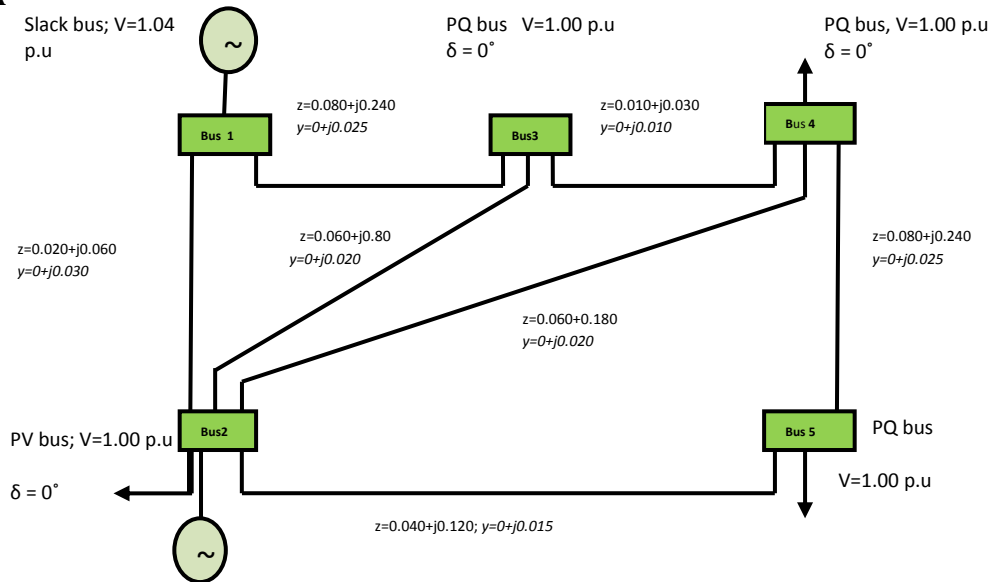 Slack bus; V=1.04
p.u
~
PQ bus V=1.00 p.u
δ = 0˚
PQ bus, V=1.00 p.u
δ = 0˚
z=0.080+j0.240
y=0+j0.025
z=0.010+j0.030
y=0+j0.010
Bus 1
Bus3
Bus 4
z=0.020+j0.060
y=0+j0.030
z=0.060+j0.80
y=0+j0.020
z=0.080+j0.240
y=0+j0.025
z=0.060+0.180
y=0+j0.020
PV bus; V=1.00 p.u
Bus2
Bus 5
PQ bus
δ = 0˚
V=1.00 p.u
z=0.040+j0.120; y=0+j0.015
~